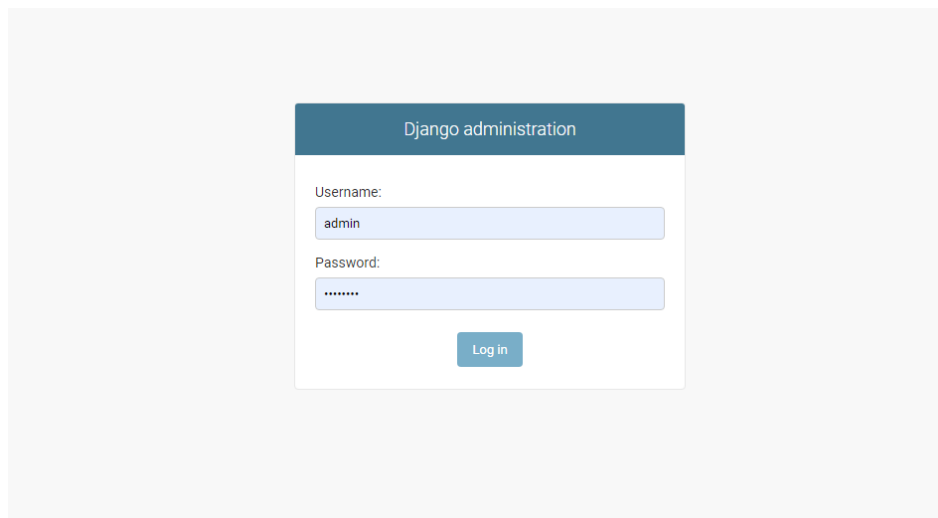 Django administration
Username:
admin
Password:
••••••••
Log in